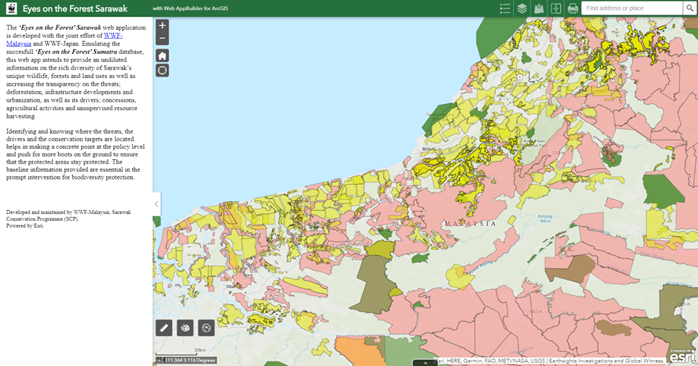 Eyes on the Forest Sarawak
with Web AppBuilder for ArcGIS
Find address or place
The 'Eyes on the Forest' Sarawak web application
is developed with the joint effort of WWF-
Malaysia and WWF-Japan. Emulating the
succesfull 'Eyes on the Forest' Sumatra database,
this web app intends to provide an undiluted
information on the rich diversity of Sarawak's
unique wildlife, forests and land uses as well as
increasing the transparency on the threats;
deforestation, infrastructure developments and
urbanization, as well as its drivers; concessions,
agricultural activities and unsupervised resource
harvesting.
Identifying and knowing where the threats, the
drivers and the conservation targets are located
helps in making a concrete point at the policy level
and push for more boots on the ground to ensure
that the protected areas stay protected. The
baseline information provided are essential in the
prompt intervention for biodiversity protection.
Developed and maintained by WWF-Malaysia; Sarawak
Conservation Programme (SCP).
Powered by Esri.
+
−
MALAYSIA
30km
111.364 3.116 Degrees
Esri, HERE, Garmin, FAO, METI/NASA, USGS | Earthsights Investigations and Global Witness.
esri